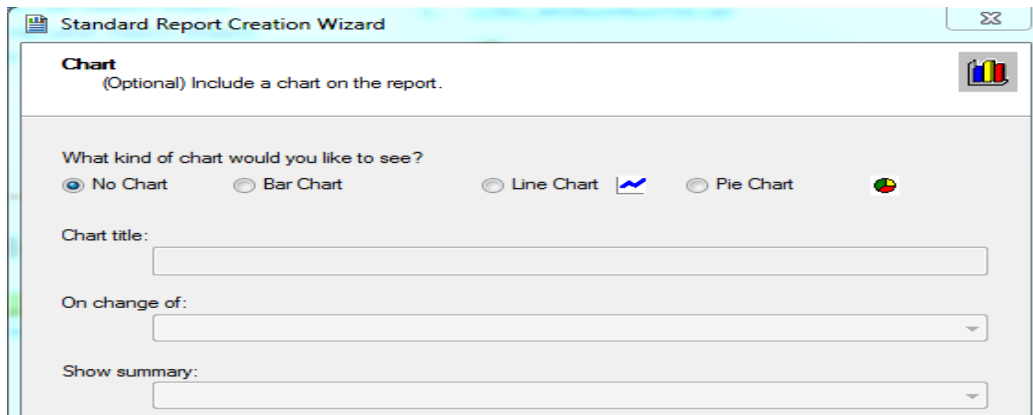 Standard Report Creation Wizard
Chart
(Optional) Include a chart on the report.
What kind of chart would you like to see?
No Chart Bar Chart Line Chart Pie Chart
Chart title:
On change of:
Show summary: